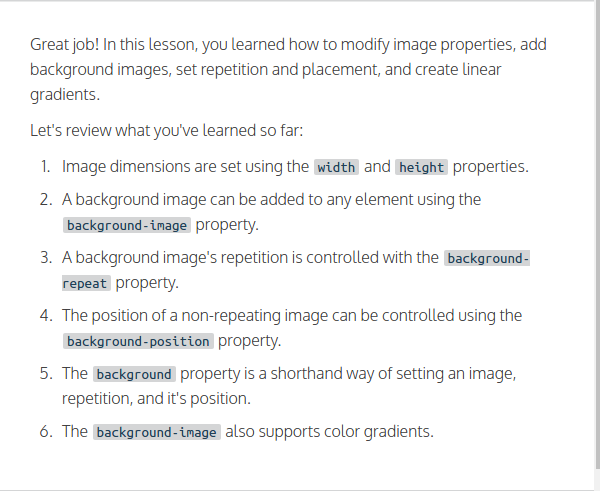 Great job! In this lesson, you learned how to modify image properties, add
background images, set repetition and placement, and create linear
gradients.
Let's review what you've learned so far:
1. Image dimensions are set using the width and height properties.
2. A background image can be added to any element using the
background-image property.
3. A background image's repetition is controlled with the background-
repeat property.
4. The position of a non-repeating image can be controlled using the
background-position property.
5. The background property is a shorthand way of setting an image,
repetition, and it's position.
6. The background-image also supports color gradients.